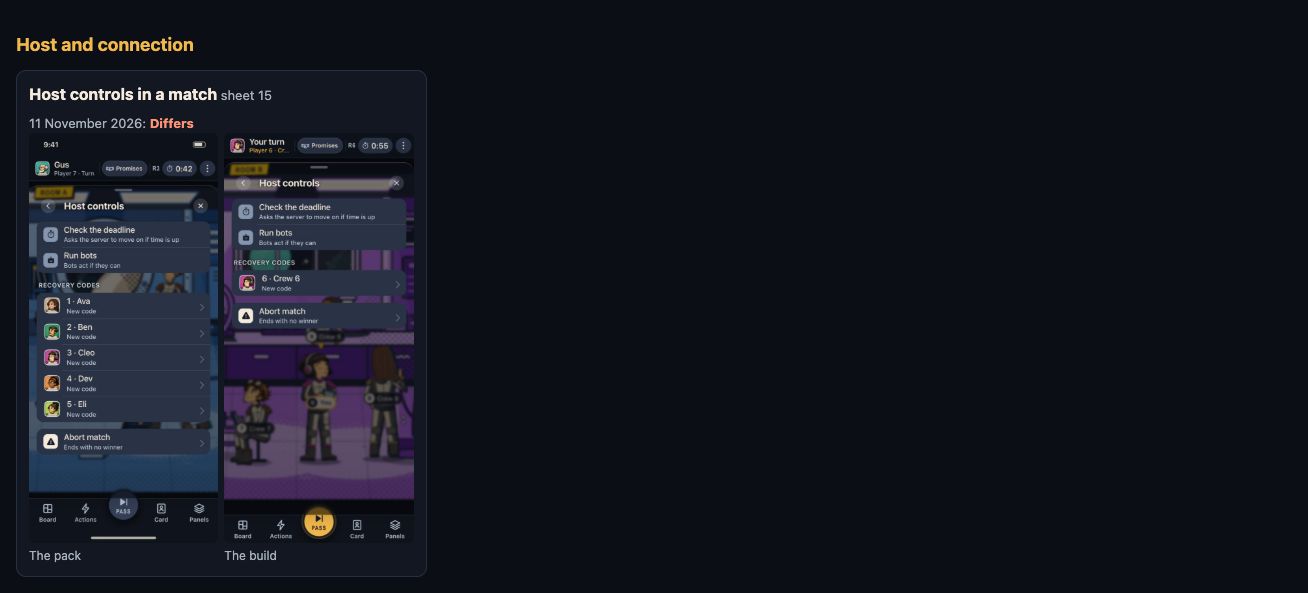 Host and connection
Host controls in a match sheet 15
11 November 2026: Differs
9:41
Gus
Player 7 · Turn
Promises
R3
0:42
Host controls
Check the deadline
Asks the server to move on if time is up
Run bots
Bots act if they can
RECOVERY CODES
1 · Ava
New code
2 · Ben
New code
3 · Cleo
New code
4 · Dev
New code
5 · Eli
New code
Abort match
Ends with no winner
Board
Actions
PASS
Card
Panels
The pack
Your turn
Player 6 · Cr...
Promises
R6
0:55
Host controls
Check the deadline
Asks the server to move on if time is up
Run bots
Bots act if they can
RECOVERY CODES
6 · Crew 6
New code
Abort match
Ends with no winner
Board
Actions
PASS
Card
Panels
The build